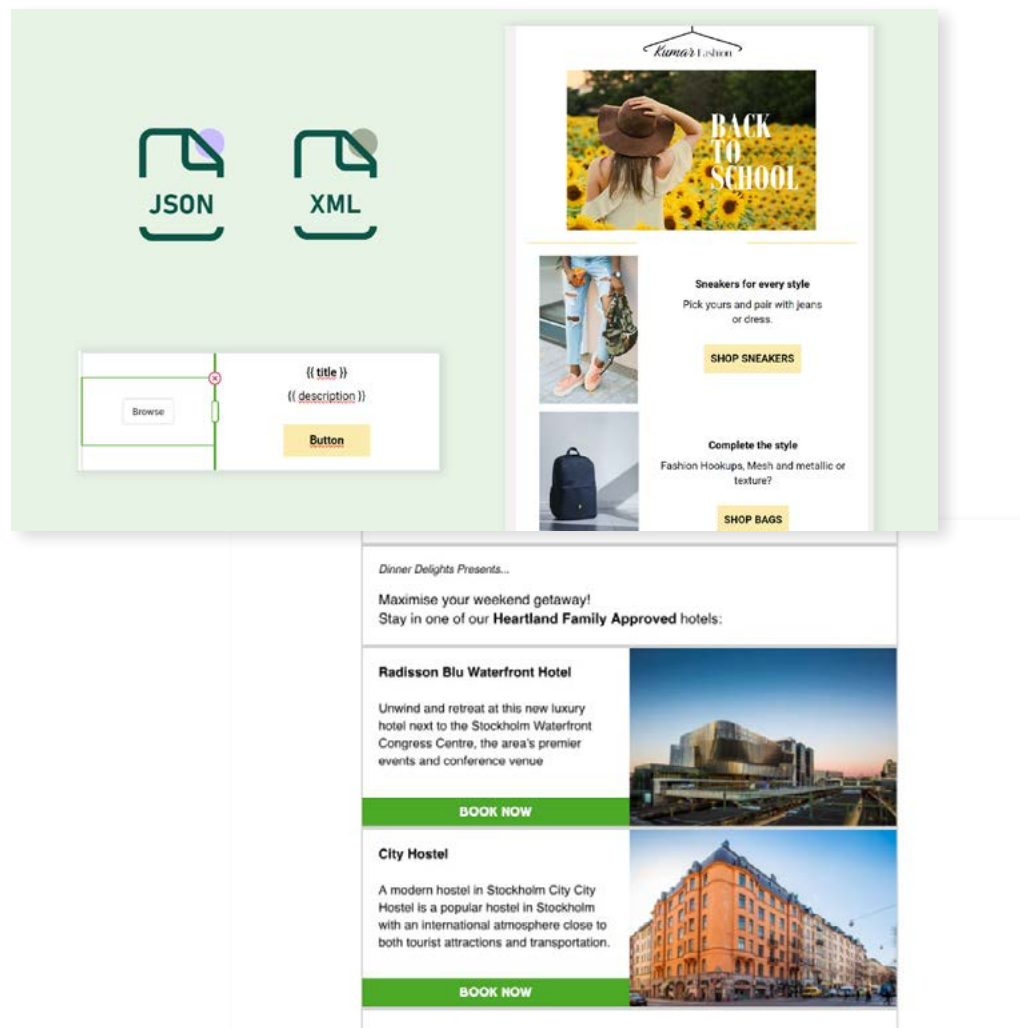 JSON
XML
{{ title }}
{{ description }}
Browse
Button
Kumar Fashion
BACK
TO
SCHOOL
Sneakers for every style
Pick yours and pair with jeans
or dress.
SHOP SNEAKERS
Complete the style
Fashion Hookups, Mesh and metallic or
texture?
SHOP BAGS
Dinner Delights Presents...
Maximise your weekend getaway!
Stay in one of our Heartland Family Approved hotels:
Radisson Blu Waterfront Hotel
Unwind and retreat at this new luxury
hotel next to the Stockholm Waterfront
Congress Centre, the area's premier
events and conference venue
BOOK NOW
City Hostel
A modern hostel in Stockholm City City
Hostel is a popular hostel in Stockholm
with an international atmosphere close to
both tourist attractions and transportation.
BOOK NOW